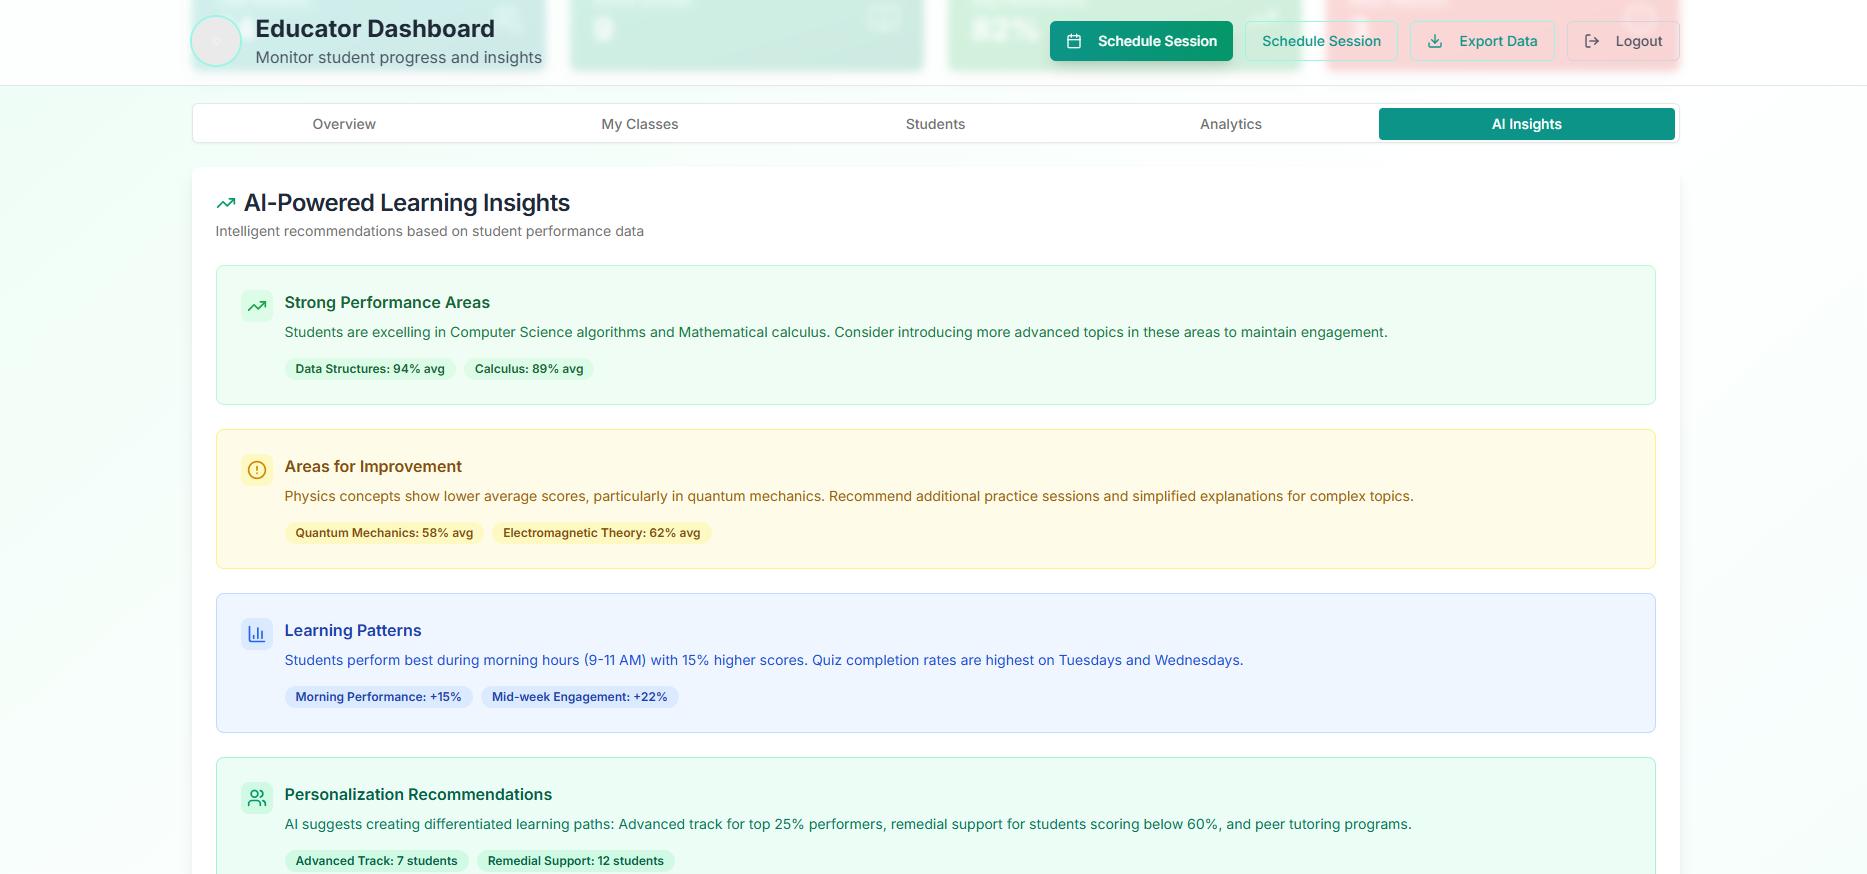 Educator Dashboard
Monitor student progress and insights
82%
Schedule Session
Schedule Session
Export Data
Logout
Overview
My Classes
Students
Analytics
AI Insights
AI-Powered Learning Insights
Intelligent recommendations based on student performance data
Strong Performance Areas
Students are excelling in Computer Science algorithms and Mathematical calculus. Consider introducing more advanced topics in these areas to maintain engagement.
Data Structures: 94% avg
Calculus: 89% avg
Areas for Improvement
Physics concepts show lower average scores, particularly in quantum mechanics. Recommend additional practice sessions and simplified explanations for complex topics.
Quantum Mechanics: 58% avg
Electromagnetic Theory: 62% avg
Learning Patterns
Students perform best during morning hours (9-11 AM) with 15% higher scores. Quiz completion rates are highest on Tuesdays and Wednesdays.
Morning Performance: +15%
Mid-week Engagement: +22%
Personalization Recommendations
AI suggests creating differentiated learning paths: Advanced track for top 25% performers, remedial support for students scoring below 60%, and peer tutoring programs.
Advanced Track: 7 students
Remedial Support: 12 students